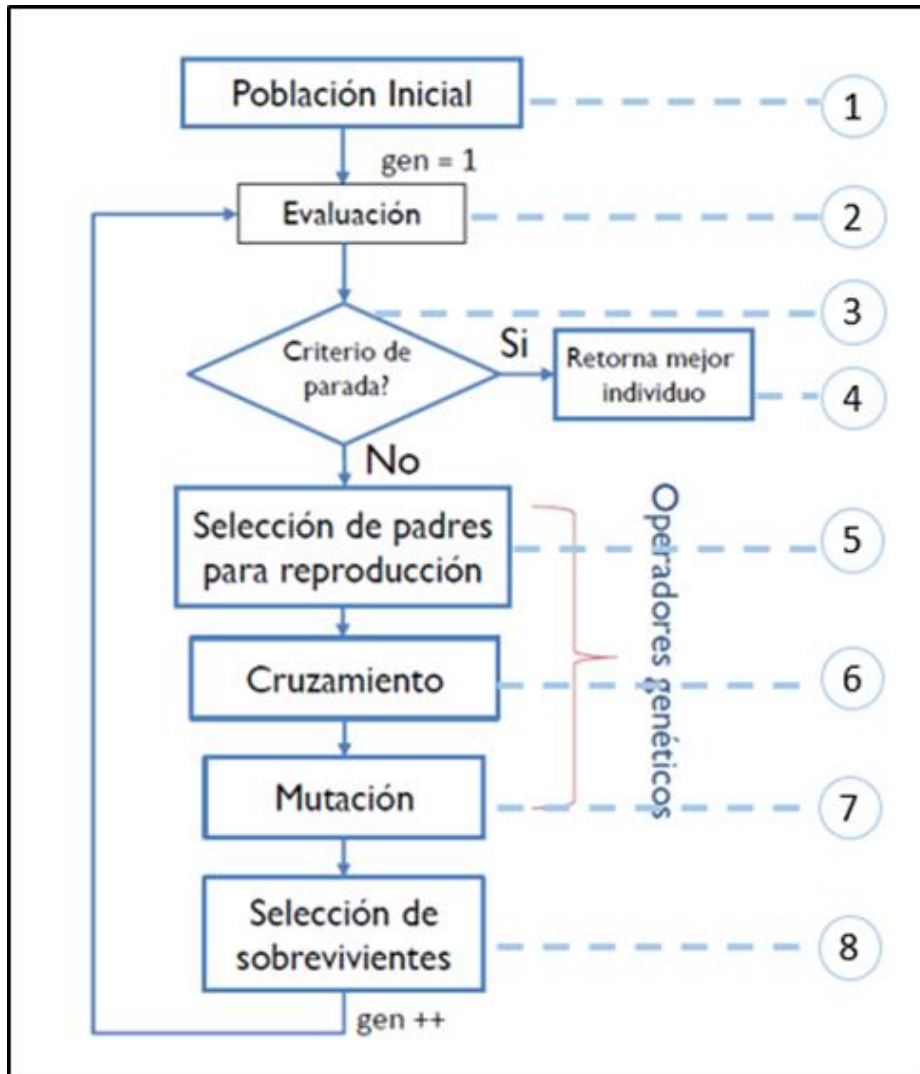 Población Inicial
1
gen = 1
Evaluación
2
3
Criterio de
parada?
Si
Retorna mejor
individuo
4
No
Selección de padres
para reproducción
5
Operadores genéticos
Cruzamiento
6
Mutación
7
Selección de
sobrevivientes
8
gen ++